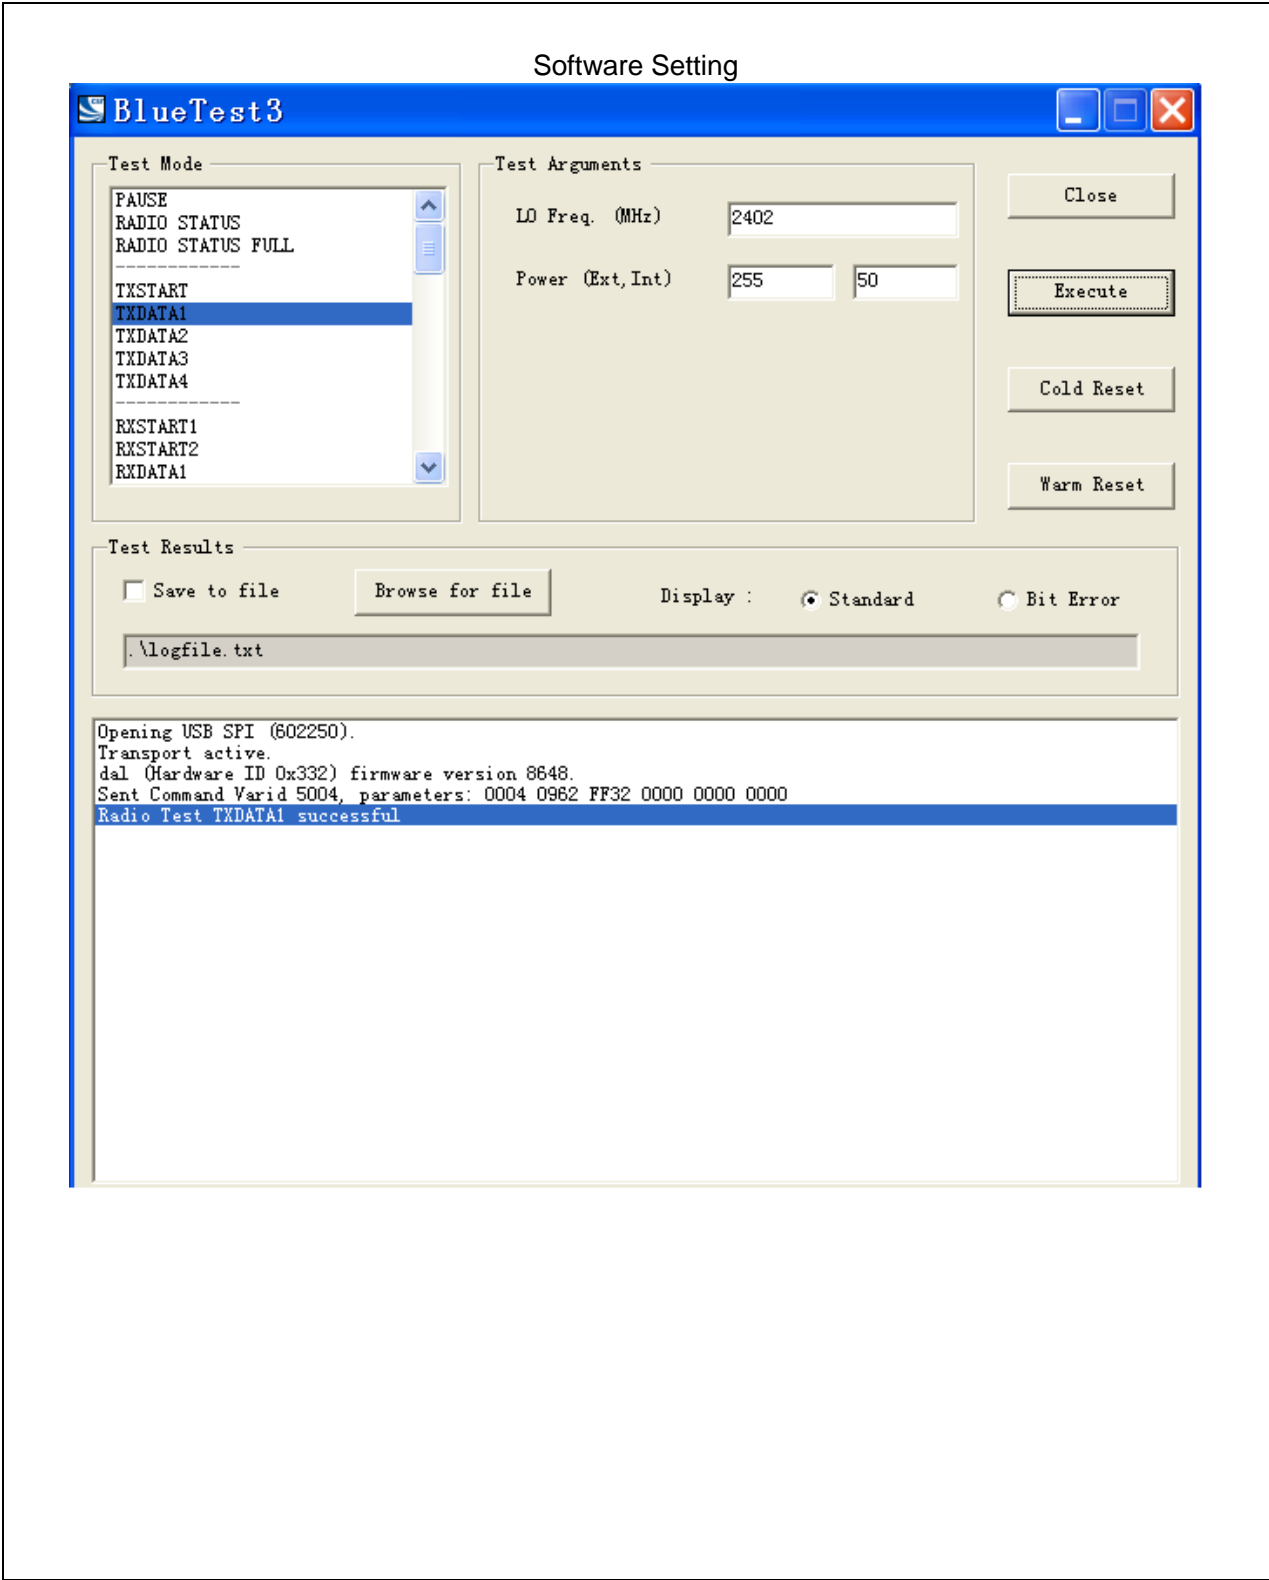 Software Setting
BlueTest3
Test Mode
PAUSE
RADIO STATUS
RADIO STATUS FULL
------------
TXSTART
TXDATA1
TXDATA2
TXDATA3
TXDATA4
------------
RXSTART1
RXSTART2
RXDATA1
Test Arguments
LO Freq. (MHz) 2402
Power (Ext,Int) 255 50
Close
Execute
Cold Reset
Warm Reset
Test Results
Save to file Browse for file Display : Standard Bit Error
.\logfile.txt
Opening USB SPI (602250).
Transport active.
dal (Hardware ID 0x332) firmware version 8648.
Sent Command Varid 5004, parameters: 0004 0962 FF32 0000 0000 0000
Radio Test TXDATA1 successful